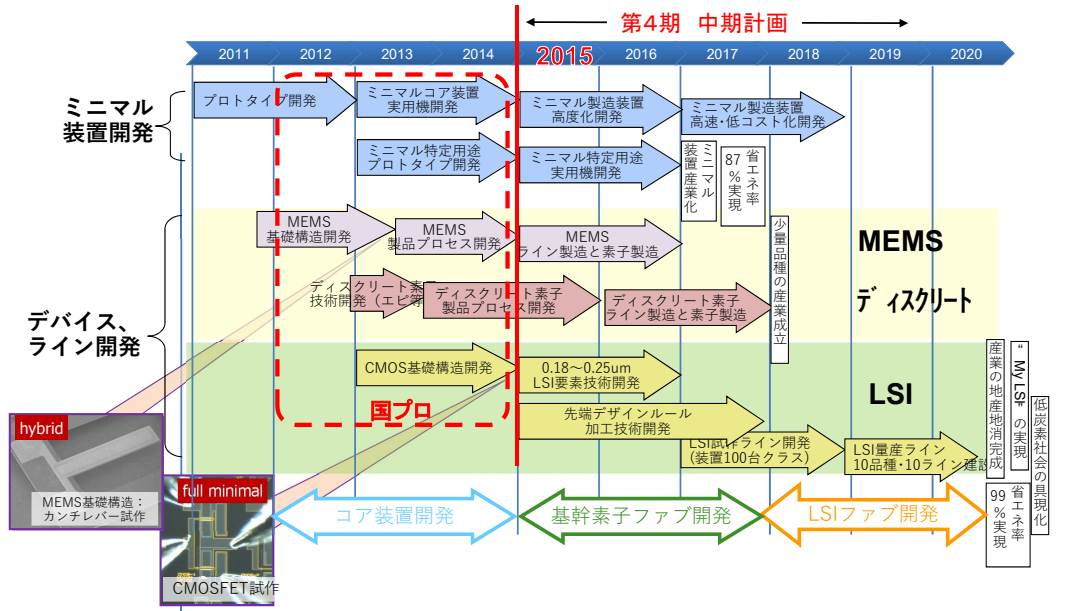 第4期 中期計画
2011
2012
2013
2014
2015
2016
2017
2018
2019
2020
ミニマル
装置開発
プロトタイプ開発
ミニマルコア装置
実用機開発
ミニマル製造装置
高度化開発
ミニマル製造装置
高速・低コスト化開発
ミニマル特定用途
プロトタイプ開発
ミニマル特定用途
実用機開発
ミニマル
装置産業化
省エネ率
87%実現
デバイス、
ライン開発
MEMS
基礎構造開発
MEMS
製品プロセス開発
MEMS
ライン製造と素子製造
少量品種の産業成立
MEMS
ディスクリート素
技術開発(エピ等
ディスクリート素子
製品プロセス開発
ディスクリート素子
ライン製造と素子製造
ディスクリート
CMOS基礎構造開発
0.18～0.25um
LSI要素技術開発
LSI
国プロ
先端デザインルール
加工技術開発
LSI試作ライン開発
(装置100台クラス)
LSI量産ライン
10品種・10ライン建設
“My LSI” の実現
産業の地産地消完成
低炭素社会の具現化
省エネ率
99%実現
hybrid
MEMS基礎構造：
カンチレバー試作
full minimal
CMOSFET試作
コア装置開発
基幹素子ファブ開発
LSIファブ開発